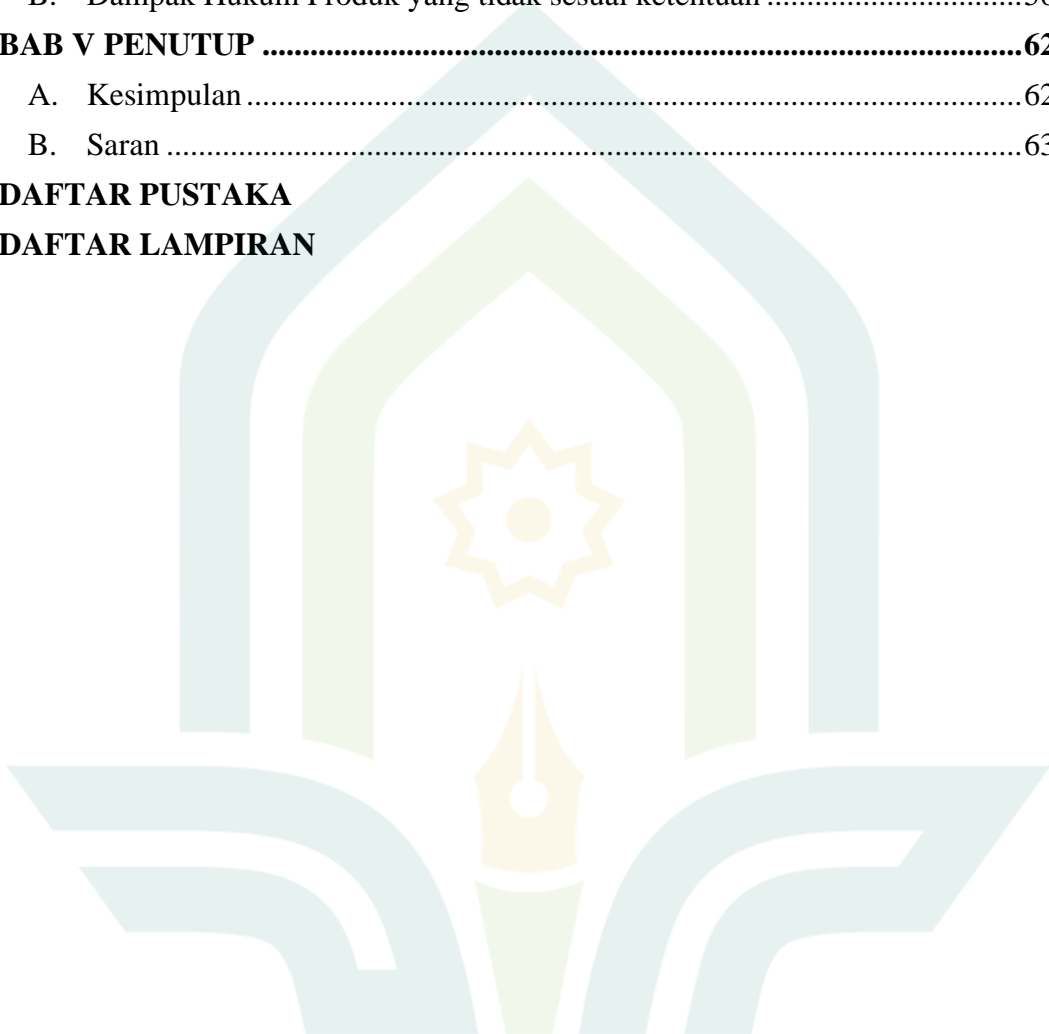 B. Dampak Hukum Produk yang tidak sesuai ketentuan ..............................
BAB V PENUTUP ................................................................................................62
A. Kesimpulan ..................................................................................................62
B. Saran ............................................................................................................63
DAFTAR PUSTAKA
DAFTAR LAMPIRAN